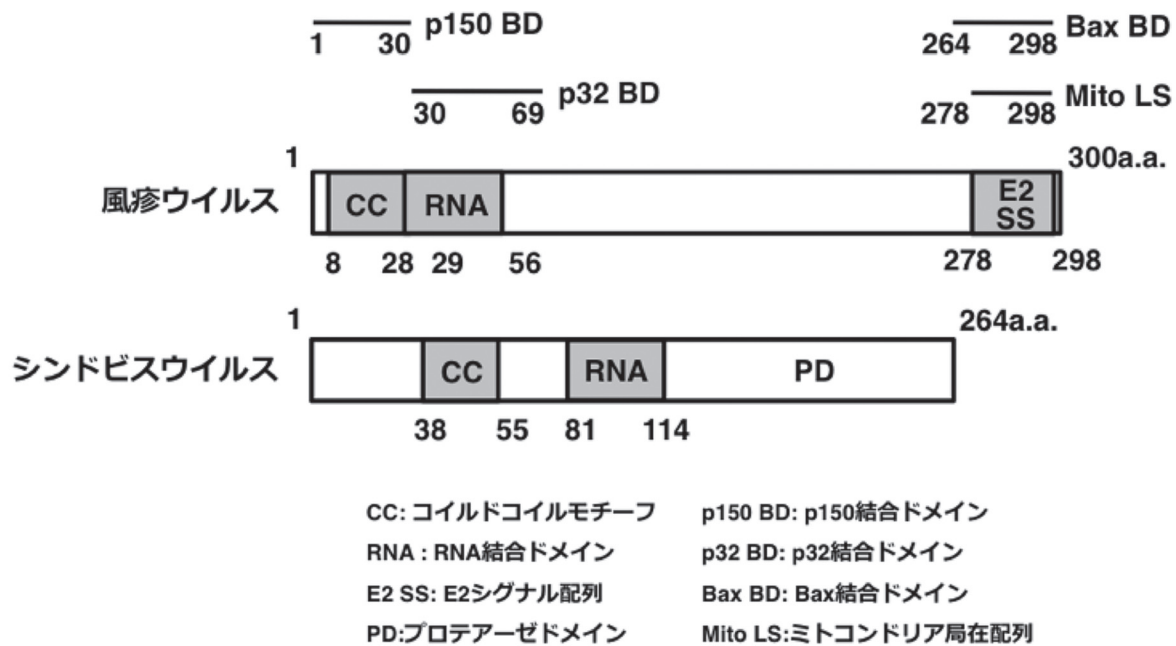 p150 BD
1 30
Bax BD
264 298
p32 BD
30 69
Mito LS
278 298
1 300a.a.
風疹ウイルス CC RNA E2 SS
8 28 29 56 278 298
1 264a.a.
シンドビスウイルス CC RNA PD
38 55 81 114
CC: コイルドコイルモチーフ p150 BD: p150結合ドメイン
RNA : RNA結合ドメイン p32 BD: p32結合ドメイン
E2 SS: E2シグナル配列 Bax BD: Bax結合ドメイン
PD:プロテアーゼドメイン Mito LS:ミトコンドリア局在配列